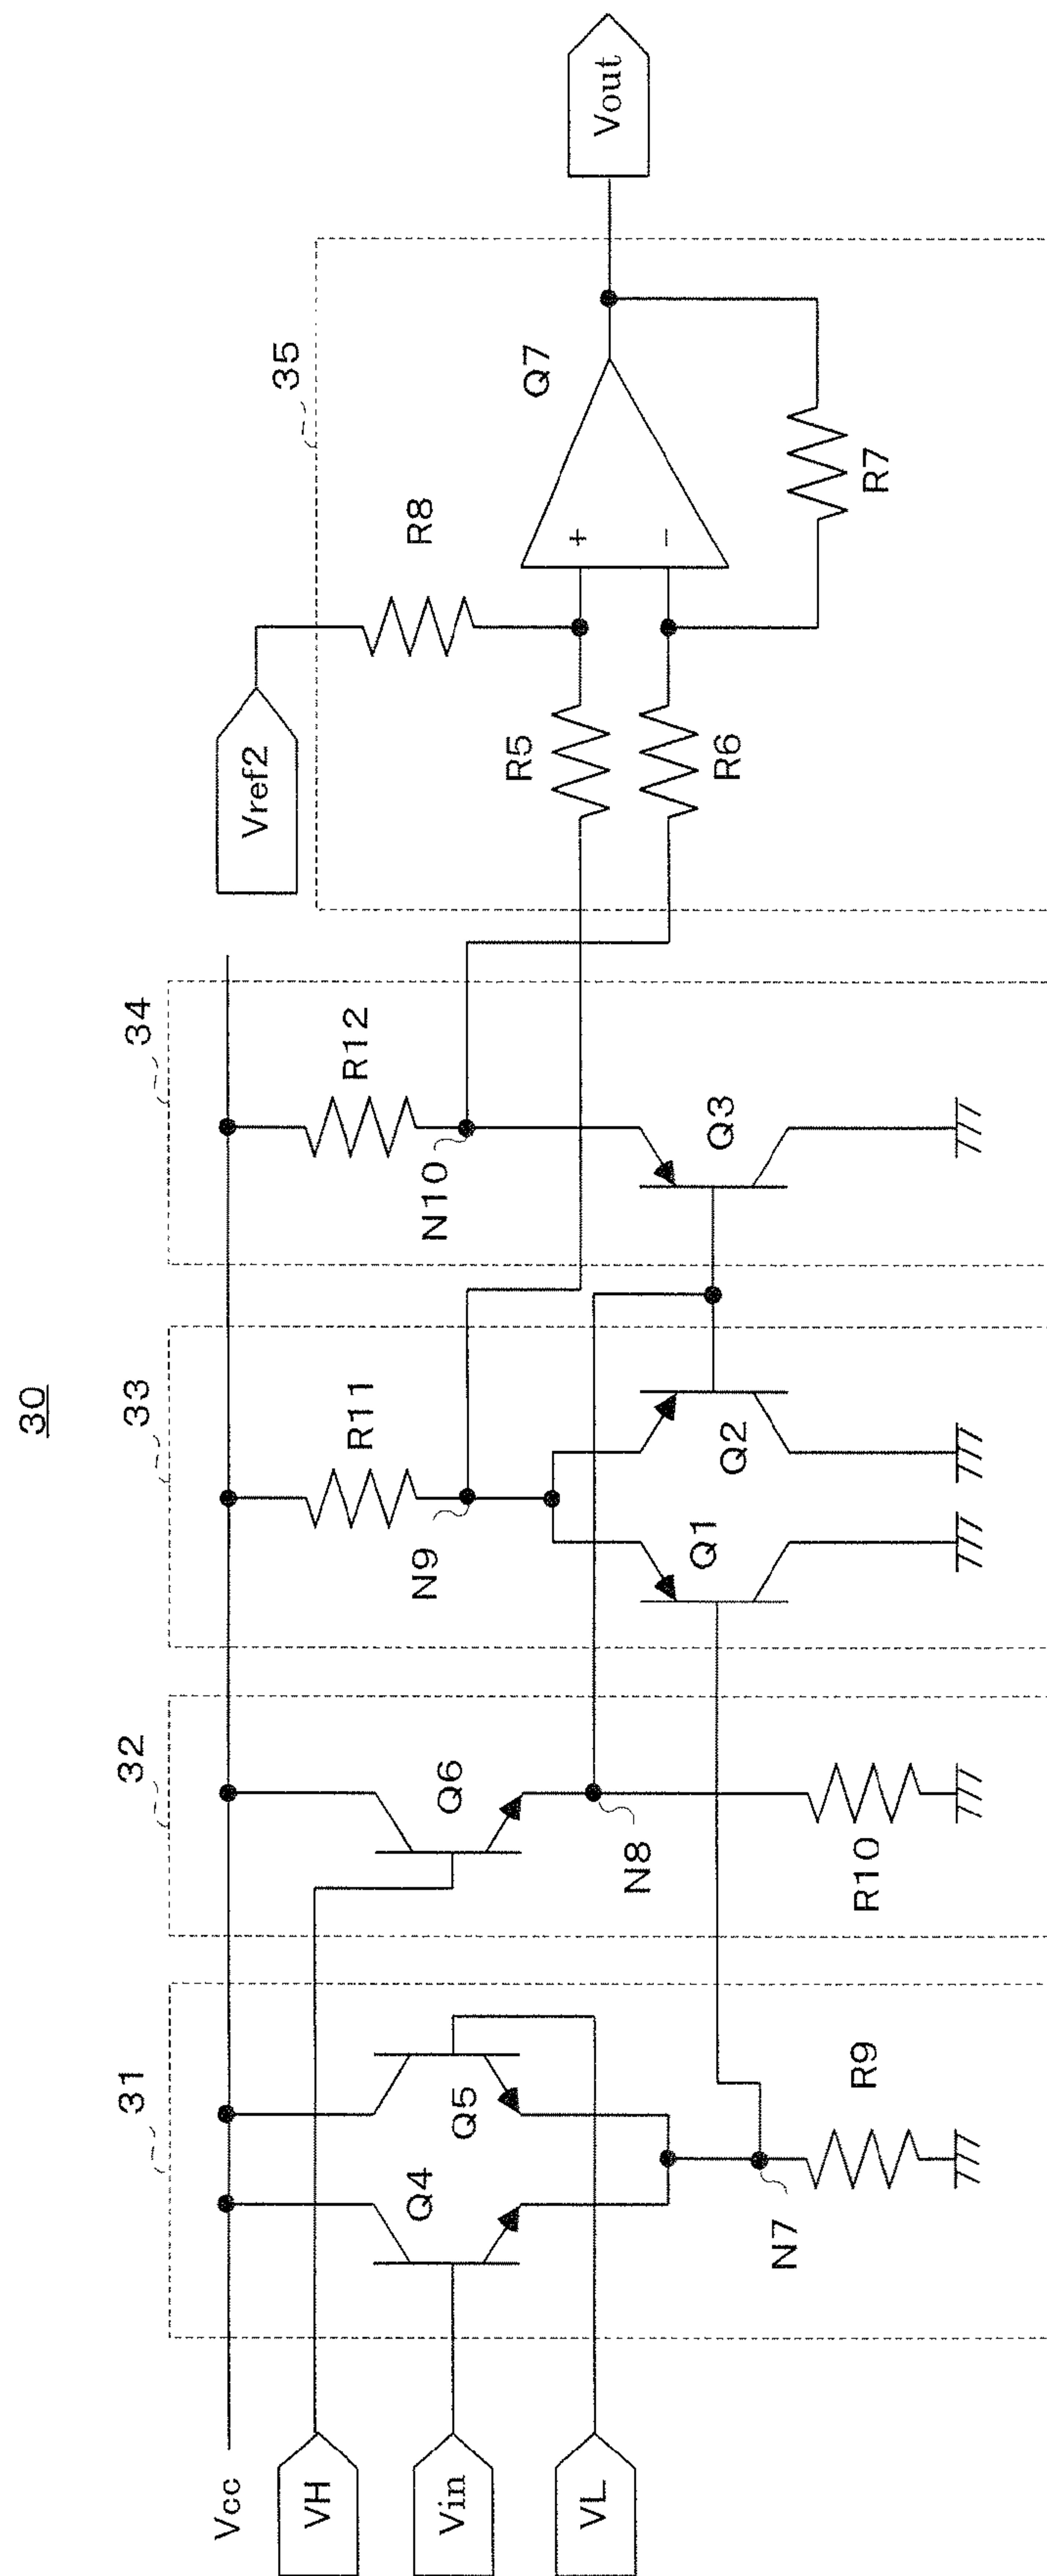 30
31
32
33
34
35
Vcc
VH
Vin
VL
Q4
Q5
N7
R9
Q6
N8
R10
R11
N9
Q1
Q2
R12
N10
Q3
Vref2
R8
R5
R6
+
−
Q7
R7
Vout